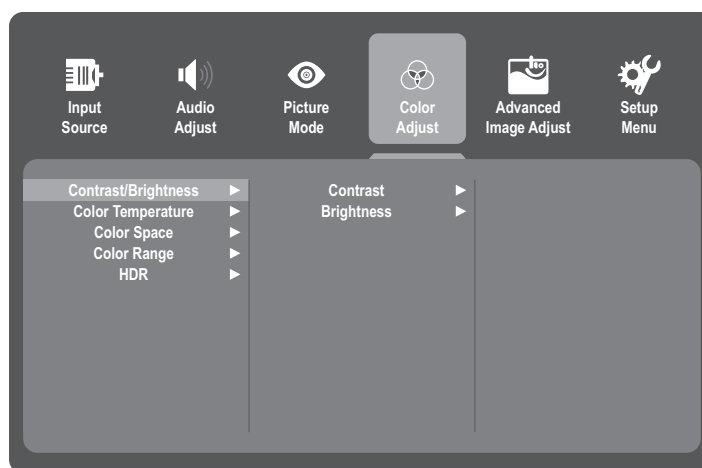 Input
Source
Audio
Adjust
Picture
Mode
Color
Adjust
Advanced
Image Adjust
Setup
Menu
Contrast/Brightness
Color Temperature
Color Space
Color Range
HDR
Contrast
Brightness